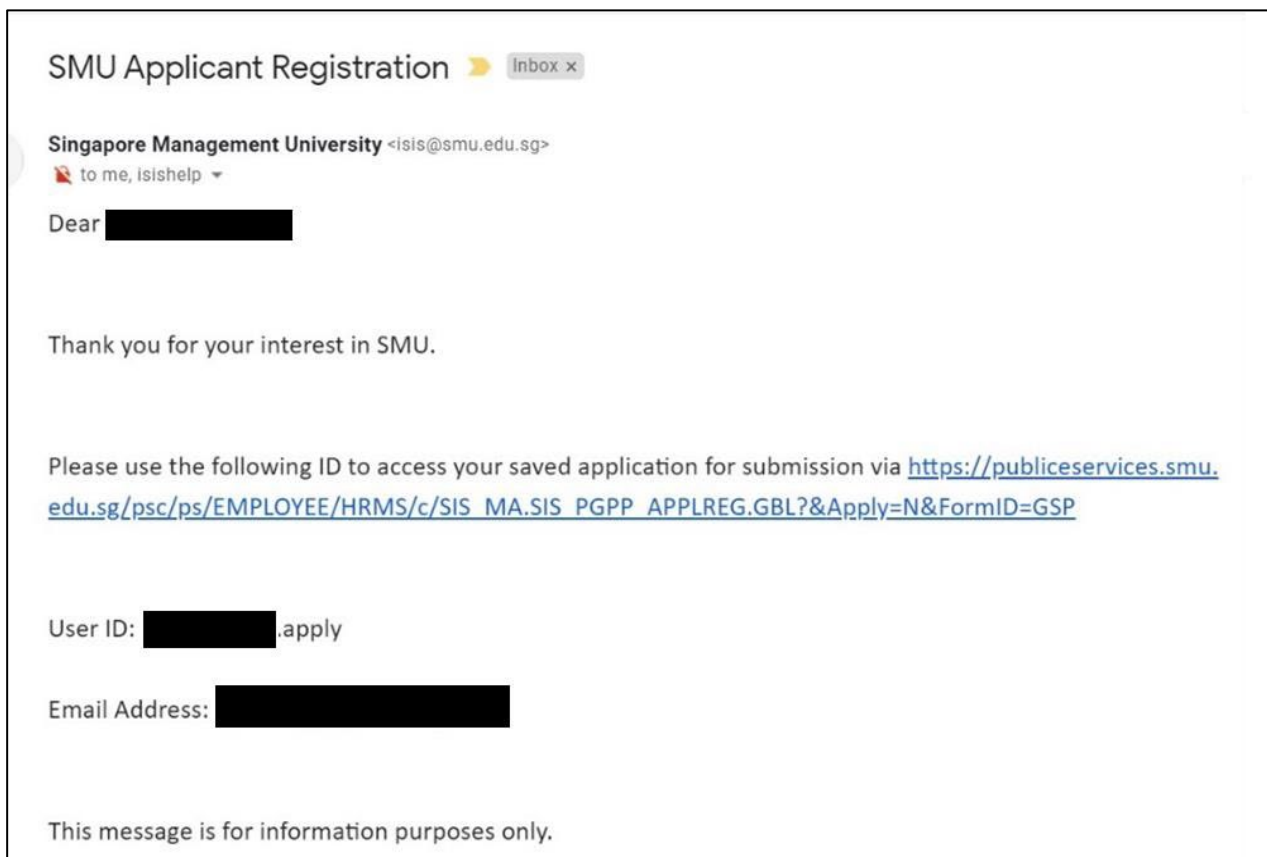 SMU Applicant Registration Inbox x
Singapore Management University <isis@smu.edu.sg>
to me, isishelp
Dear
Thank you for your interest in SMU.
Please use the following ID to access your saved application for submission via https://publiceservices.smu.
edu.sg/psc/ps/EMPLOYEE/HRMS/c/SIS_MA.SIS_PGPP_APPLREG.GBL?&Apply=N&FormID=GSP
User ID: .apply
Email Address:
This message is for information purposes only.